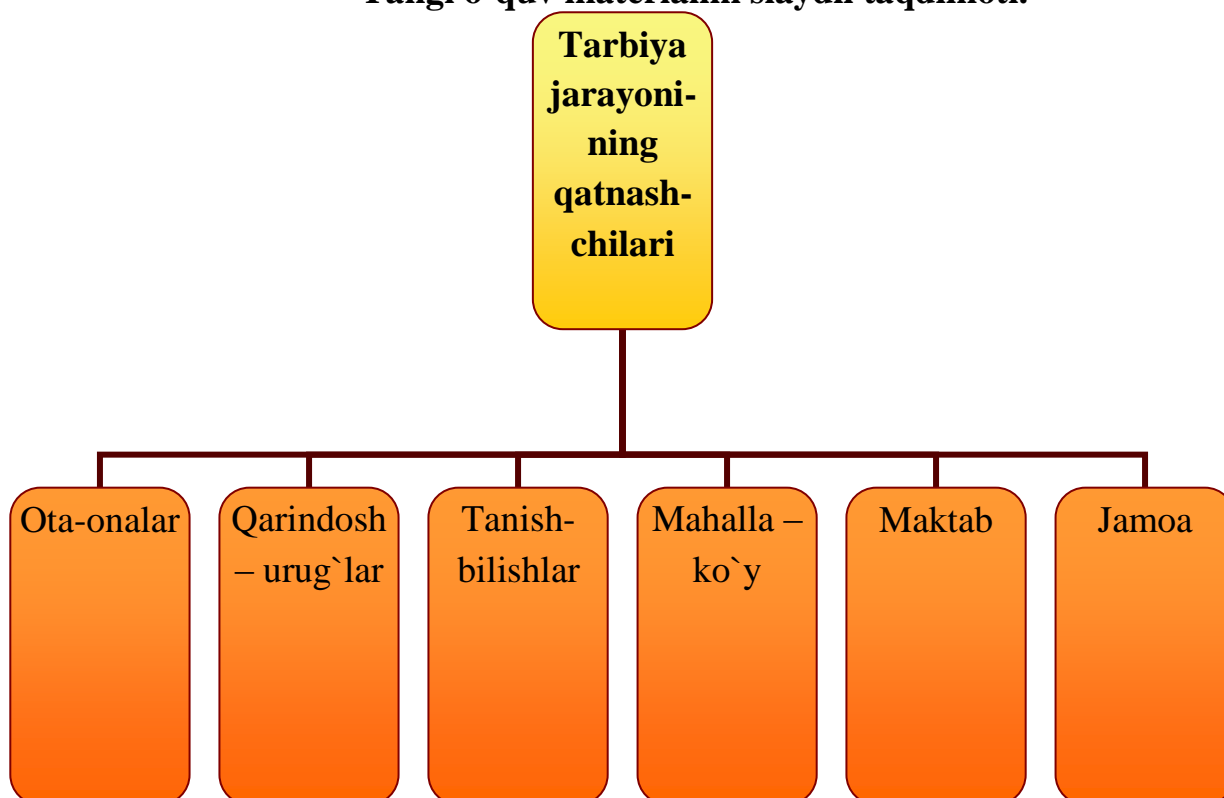 Tarbiya
jarayoni-
ning
qatnash-
chilari
Ota-onalar
Qarindosh
– urug`lar
Tanish-
bilishlar
Mahalla –
ko`y
Maktab
Jamoa